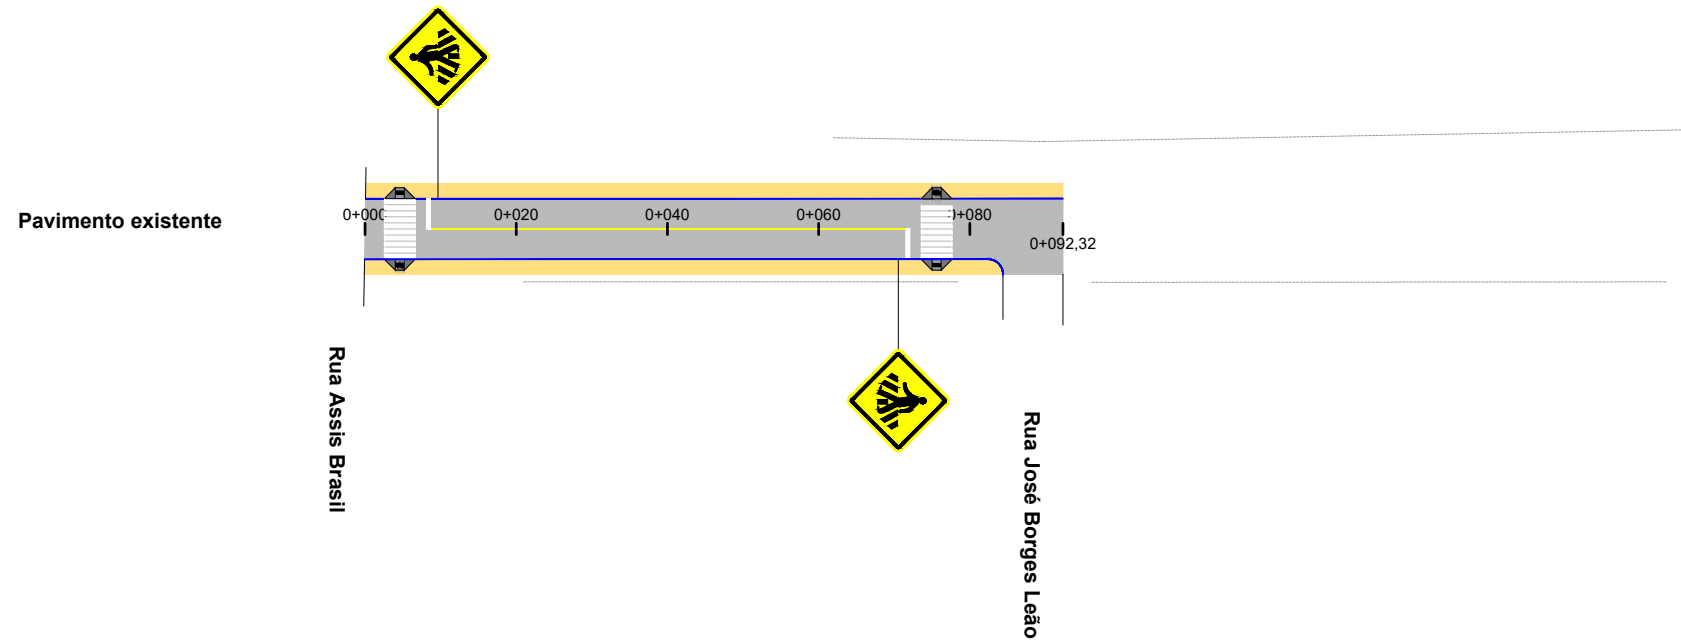 Pavimento existente
0+000
0+020
0+040
0+060
0+080
0+092,32
Rua Assis Brasil
Rua José Borges Leão